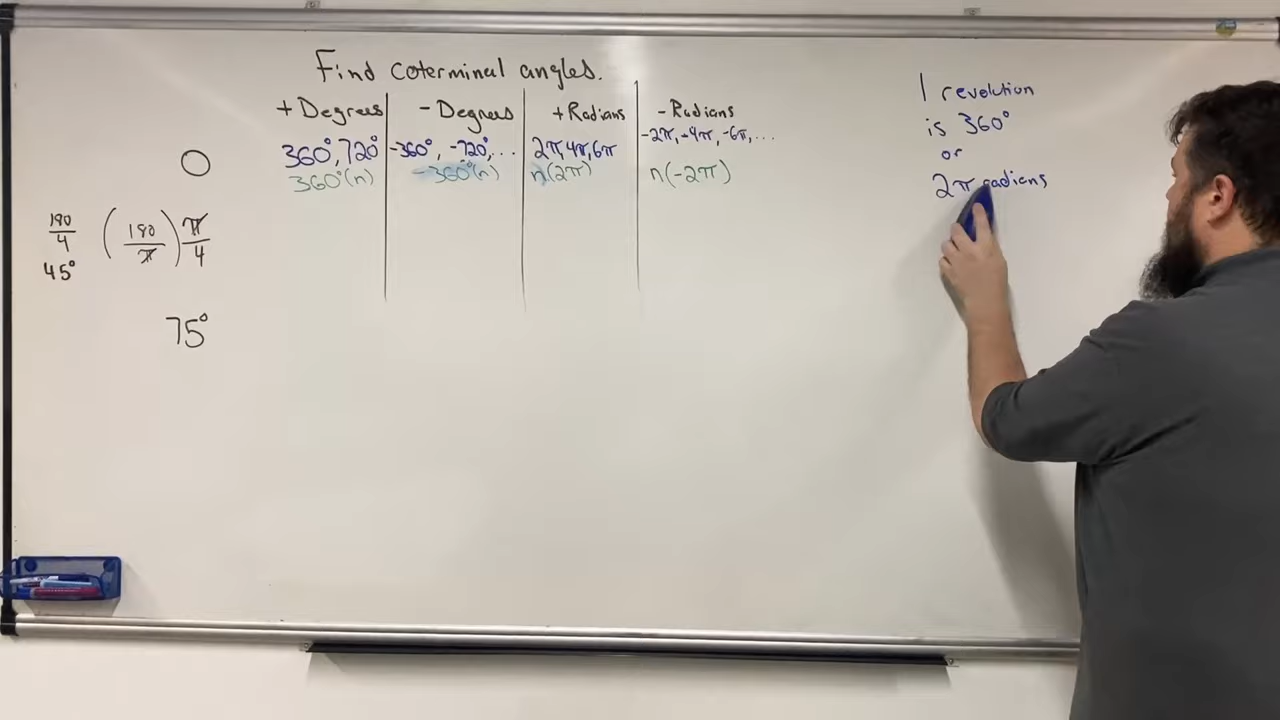 Find coterminal angles.
+ Degrees - Degrees + Radians - Radians
0 360°, 720° -360°, -720°, ... 2π, 4π, 6π -2π, -4π, -6π, ...
360°(n) -360°(n) n(2π) n(-2π)
180/4 (180/π) π/4
45°
75°
1 revolution
is 360°
or
2π radians